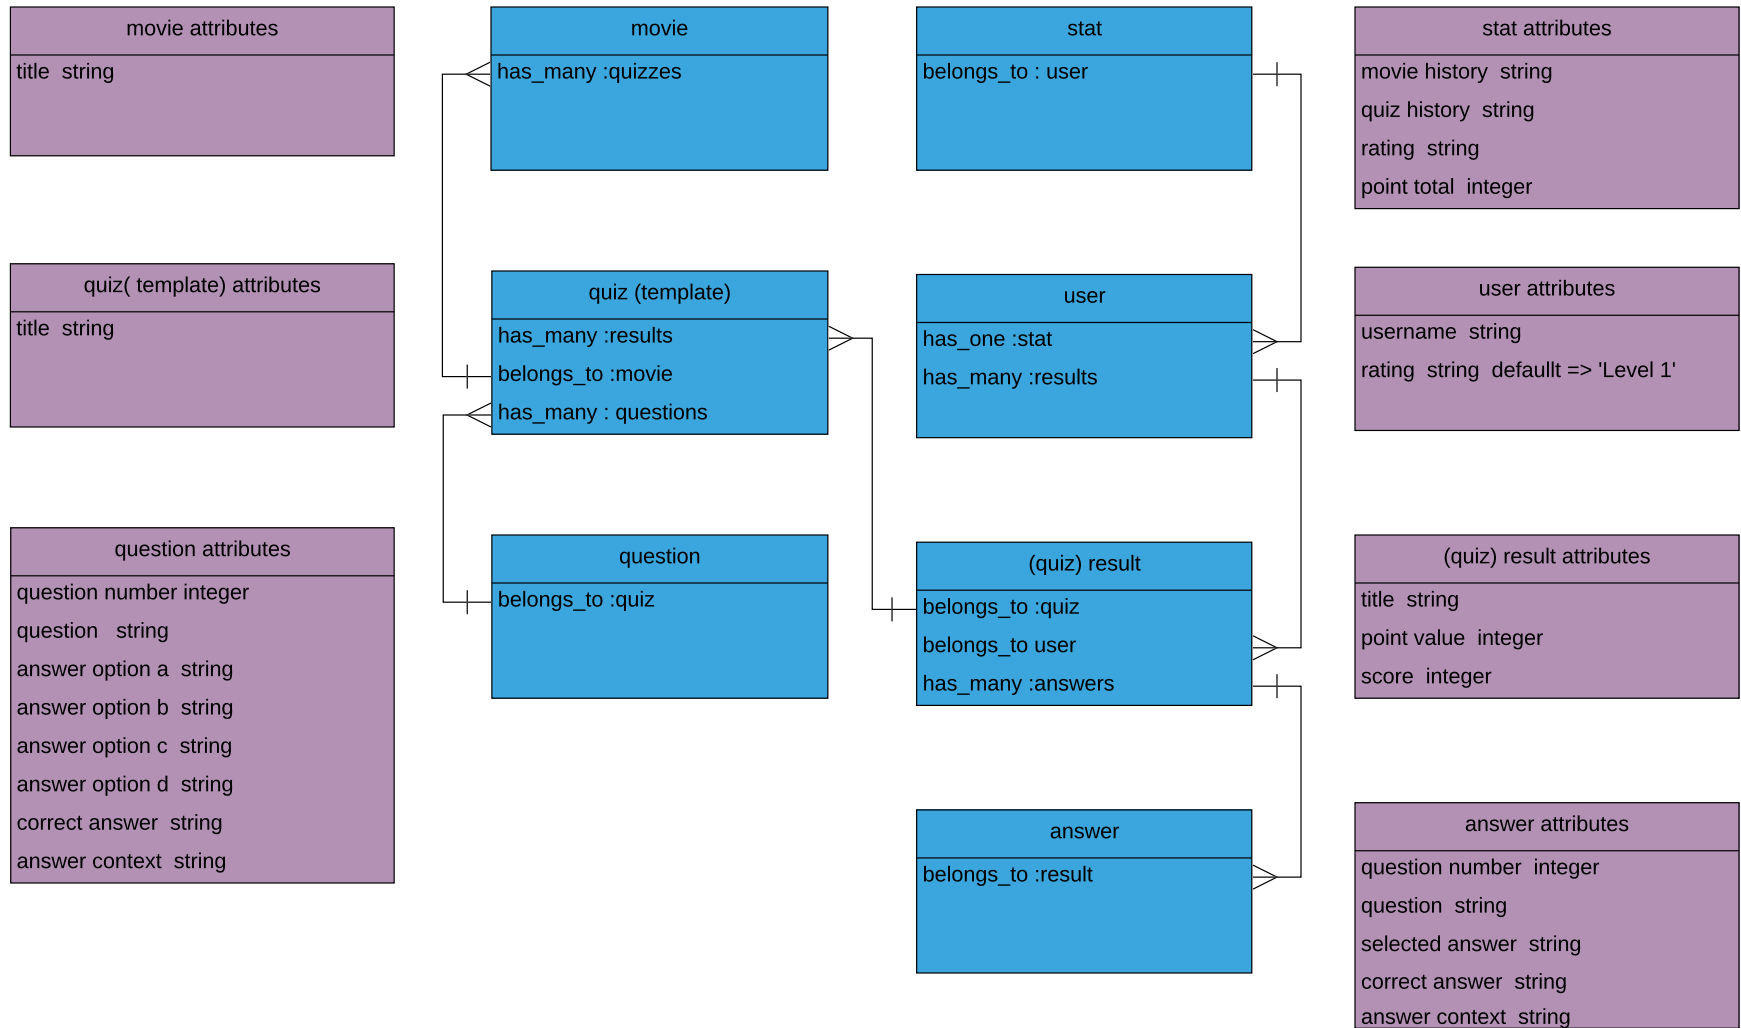 movie attributes
title  string
movie
has_many :quizzes
stat
belongs_to : user
stat attributes
movie history  string
quiz history  string
rating  string
point total  integer
quiz( template) attributes
title  string
quiz (template)
has_many :results
belongs_to :movie
has_many : questions
user
has_one :stat
has_many :results
user attributes
username  string
rating  string  defaullt => 'Level 1'
question attributes
question number integer
question   string
answer option a  string
answer option b  string
answer option c  string
answer option d  string
correct answer  string
answer context  string
question
belongs_to :quiz
(quiz) result
belongs_to :quiz
belongs_to user
has_many :answers
(quiz) result attributes
title  string
point value  integer
score  integer
answer
belongs_to :result
answer attributes
question number  integer
question  string
selected answer  string
correct answer  string
answer context  string